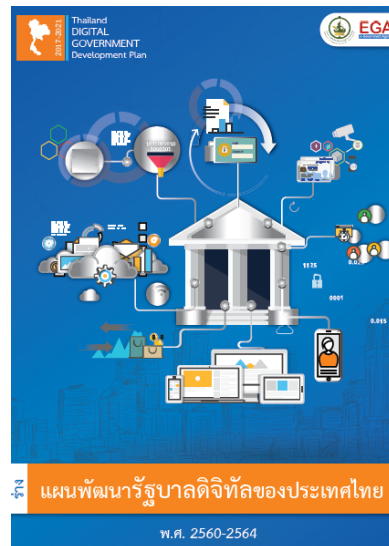 2017-2021
Thailand
DIGITAL
GOVERNMENT
Development Plan
EGA
1175
0001
0.015
ร่าง
แผนพัฒนารัฐบาลดิจิทัลของประเทศไทย
พ.ศ. 2560-2564